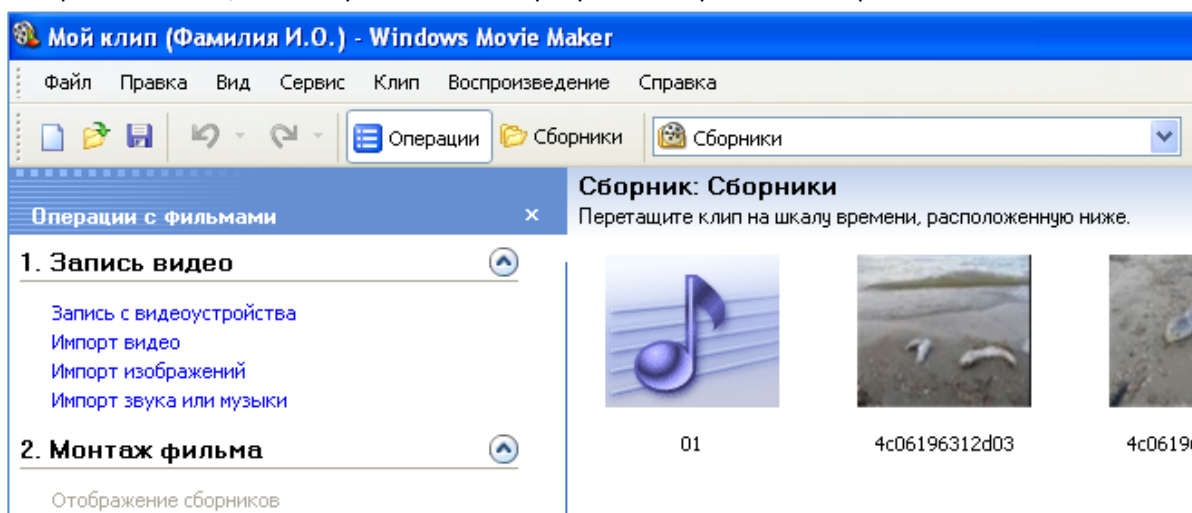 Мой клип (Фамилия И.О.) - Windows Movie Maker
Файл Правка Вид Сервис Клип Воспроизведение Справка
Операции Сборники Сборники
Операции с фильмами
Сборник: Сборники
Перетащите клип на шкалу времени, расположенную ниже.
1. Запись видео
Запись с видеоустройства
Импорт видео
Импорт изображений
Импорт звука или музыки
01 4c06196312d03 4c0619
2. Монтаж фильма
Отображение сборников